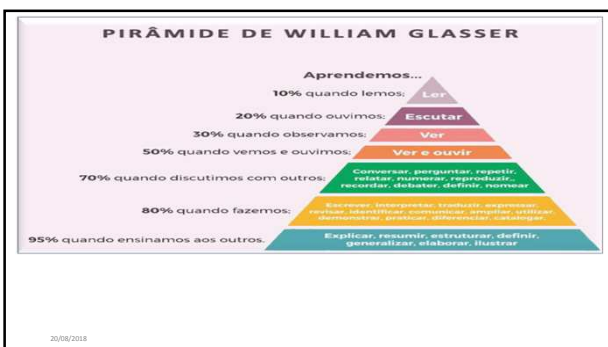 PIRÂMIDE DE WILLIAM GLASSER
Aprendemos...
10% quando lemos;
Ler
20% quando ouvimos;
Escutar
30% quando observamos;
Ver
50% quando vemos e ouvimos;
Ver e ouvir
70% quando discutimos com outros;
Conversar, perguntar, repetir,
relatar, numerar, reproduzir,
recordar, debater, definir, nomear
80% quando fazemos;
Escrever, interpretar, traduzir, expressar,
revisar, identificar, comunicar, ampliar, utilizar,
demonstrar, praticar, diferenciar, catalogar.
95% quando ensinamos aos outros.
Explicar, resumir, estruturar, definir,
generalizar, elaborar, ilustrar
20/08/2018